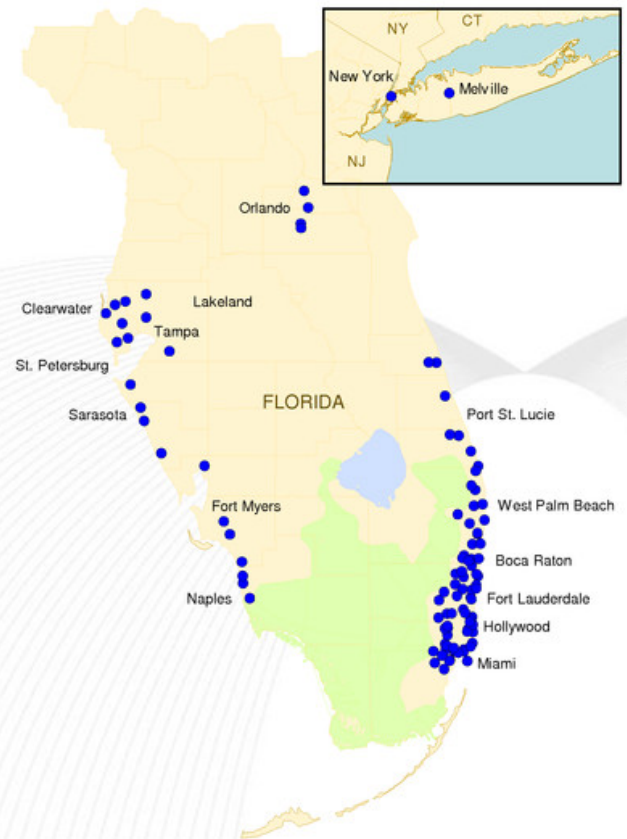 NY
CT
New York
Melville
NJ
Orlando
Lakeland
Clearwater
Tampa
St. Petersburg
FLORIDA
Sarasota
Port St. Lucie
Fort Myers
West Palm Beach
Boca Raton
Naples
Fort Lauderdale
Hollywood
Miami